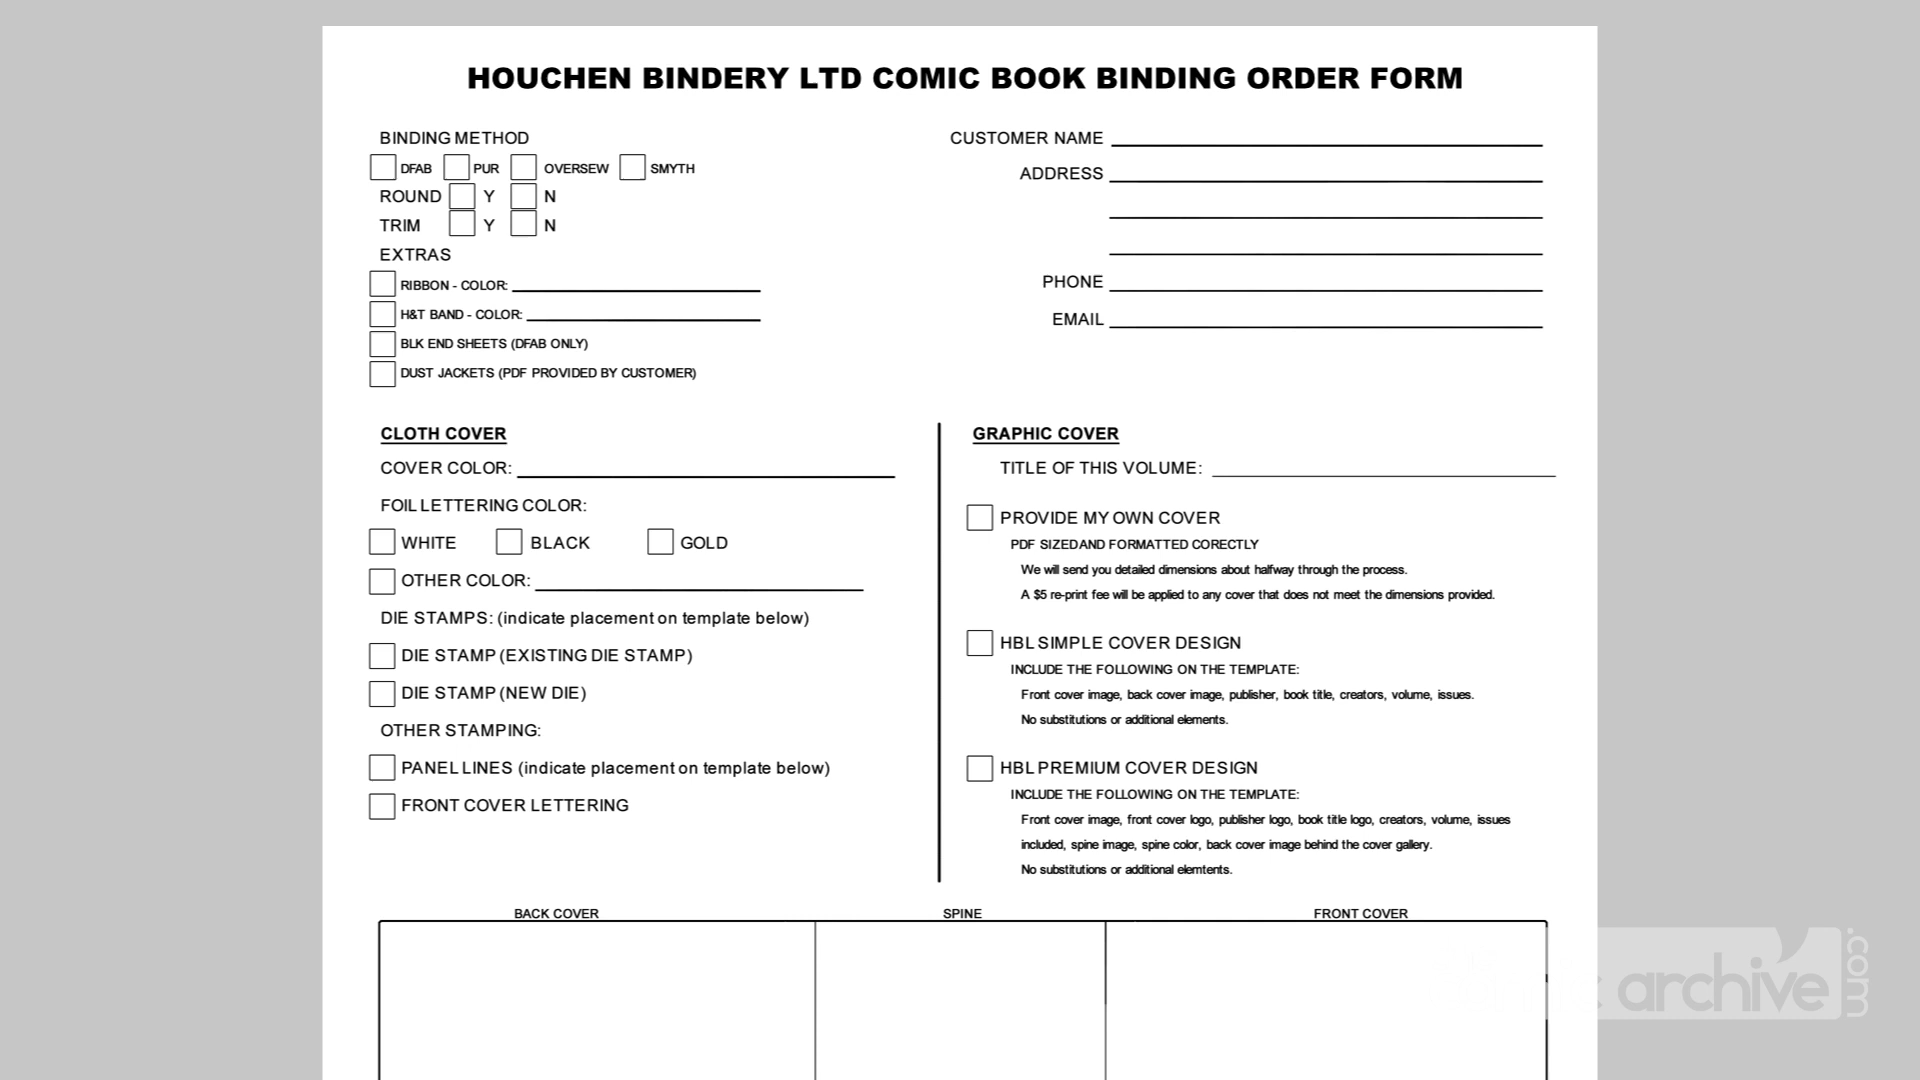 HOUCHEN BINDERY LTD COMIC BOOK BINDING ORDER FORM
BINDING METHOD
DFAB PUR OVERSEW SMYTH
ROUND Y N
TRIM Y N
EXTRAS
RIBBON - COLOR:
H&T BAND - COLOR:
BLK END SHEETS (DFAB ONLY)
DUST JACKETS (PDF PROVIDED BY CUSTOMER)
CUSTOMER NAME
ADDRESS
PHONE
EMAIL
CLOTH COVER
COVER COLOR:
FOIL LETTERING COLOR:
WHITE BLACK GOLD
OTHER COLOR:
DIE STAMPS: (indicate placement on template below)
DIE STAMP (EXISTING DIE STAMP)
DIE STAMP (NEW DIE)
OTHER STAMPING:
PANEL LINES (indicate placement on template below)
FRONT COVER LETTERING
GRAPHIC COVER
TITLE OF THIS VOLUME:
PROVIDE MY OWN COVER
PDF SIZED AND FORMATTED CORECTLY
We will send you detailed dimensions about halfway through the process.
A $5 re-print fee will be applied to any cover that does not meet the dimensions provided.
HBL SIMPLE COVER DESIGN
INCLUDE THE FOLLOWING ON THE TEMPLATE:
Front cover image, back cover image, publisher, book title, creators, volume, issues.
No substitutions or additional elements.
HBL PREMIUM COVER DESIGN
INCLUDE THE FOLLOWING ON THE TEMPLATE:
Front cover image, front cover logo, publisher logo, book title logo, creators, volume, issues
included, spine image, spine color, back cover image behind the cover gallery.
No substitutions or additional elemtents.
BACK COVER SPINE FRONT COVER
archive
.com